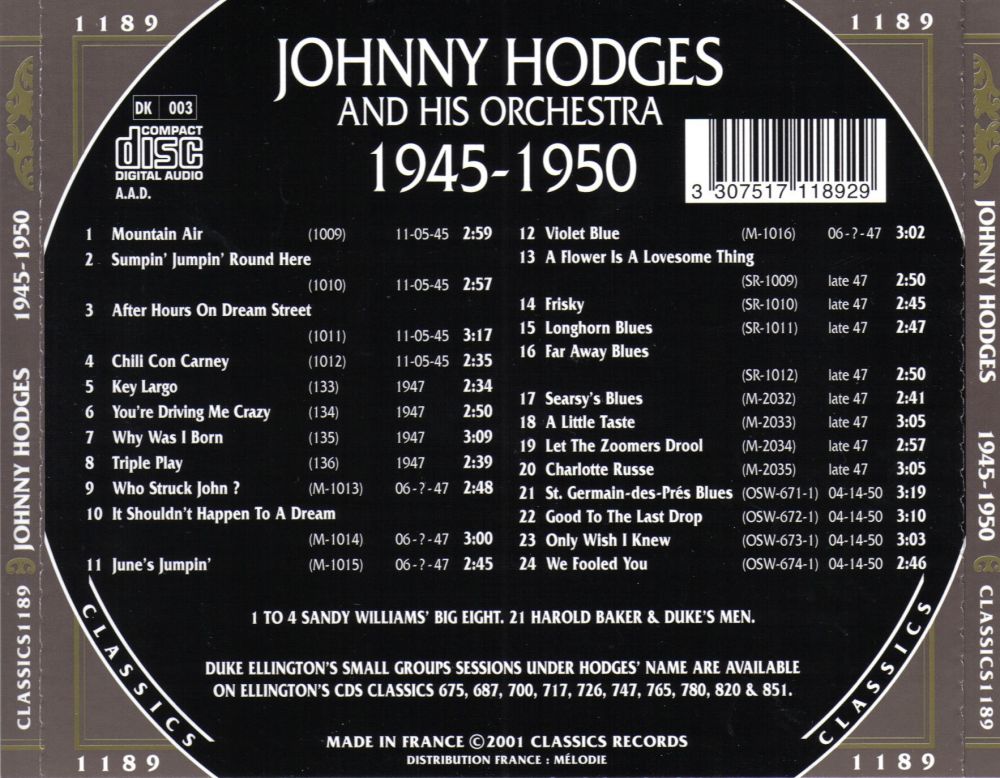 1189
1189
DK 003
COMPACT
disc
DIGITAL AUDIO
A.A.D.
JOHNNY HODGES
AND HIS ORCHESTRA
1945-1950
3 307517 118929
1 Mountain Air (1009) 11-05-45 2:59
2 Sumpin' Jumpin' Round Here
(1010) 11-05-45 2:57
3 After Hours On Dream Street
(1011) 11-05-45 3:17
4 Chili Con Carney (1012) 11-05-45 2:35
5 Key Largo (133) 1947 2:34
6 You're Driving Me Crazy (134) 1947 2:50
7 Why Was I Born (135) 1947 3:09
8 Triple Play (136) 1947 2:39
9 Who Struck John ? (M-1013) 06-?-47 2:48
10 It Shouldn't Happen To A Dream
(M-1014) 06-?-47 3:00
11 June's Jumpin' (M-1015) 06-?-47 2:45
12 Violet Blue (M-1016) 06-?-47 3:02
13 A Flower Is A Lovesome Thing
(SR-1009) late 47 2:50
14 Frisky (SR-1010) late 47 2:45
15 Longhorn Blues (SR-1011) late 47 2:47
16 Far Away Blues
(SR-1012) late 47 2:50
17 Searsy's Blues (M-2032) late 47 2:41
18 A Little Taste (M-2033) late 47 3:05
19 Let The Zoomers Drool (M-2034) late 47 2:57
20 Charlotte Russe (M-2035) late 47 3:05
21 St. Germain-des-Prés Blues (OSW-671-1) 04-14-50 3:19
22 Good To The Last Drop (OSW-672-1) 04-14-50 3:10
23 Only Wish I Knew (OSW-673-1) 04-14-50 3:03
24 We Fooled You (OSW-674-1) 04-14-50 2:46
1 TO 4 SANDY WILLIAMS' BIG EIGHT. 21 HAROLD BAKER & DUKE'S MEN.
DUKE ELLINGTON'S SMALL GROUPS SESSIONS UNDER HODGES' NAME ARE AVAILABLE
ON ELLINGTON'S CDS CLASSICS 675, 687, 700, 717, 726, 747, 765, 780, 820 & 851.
MADE IN FRANCE ©2001 CLASSICS RECORDS
DISTRIBUTION FRANCE : MÉLODIE
CLASSICS
CLASSICS
1189
1189
CLASSICS1189 JOHNNY HODGES 1945-1950
JOHNNY HODGES 1945-1950 CLASSICS1189